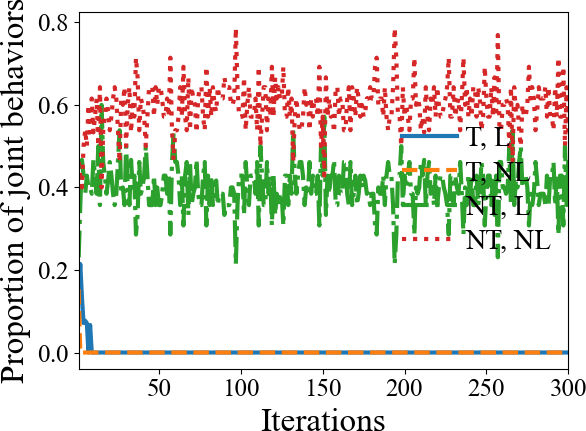 Proportion of joint behaviors
0.8
0.6
0.4
0.2
0.0
T, L
T, NL
NT, L
NT, NL
50 100 150 200 250 300
Iterations